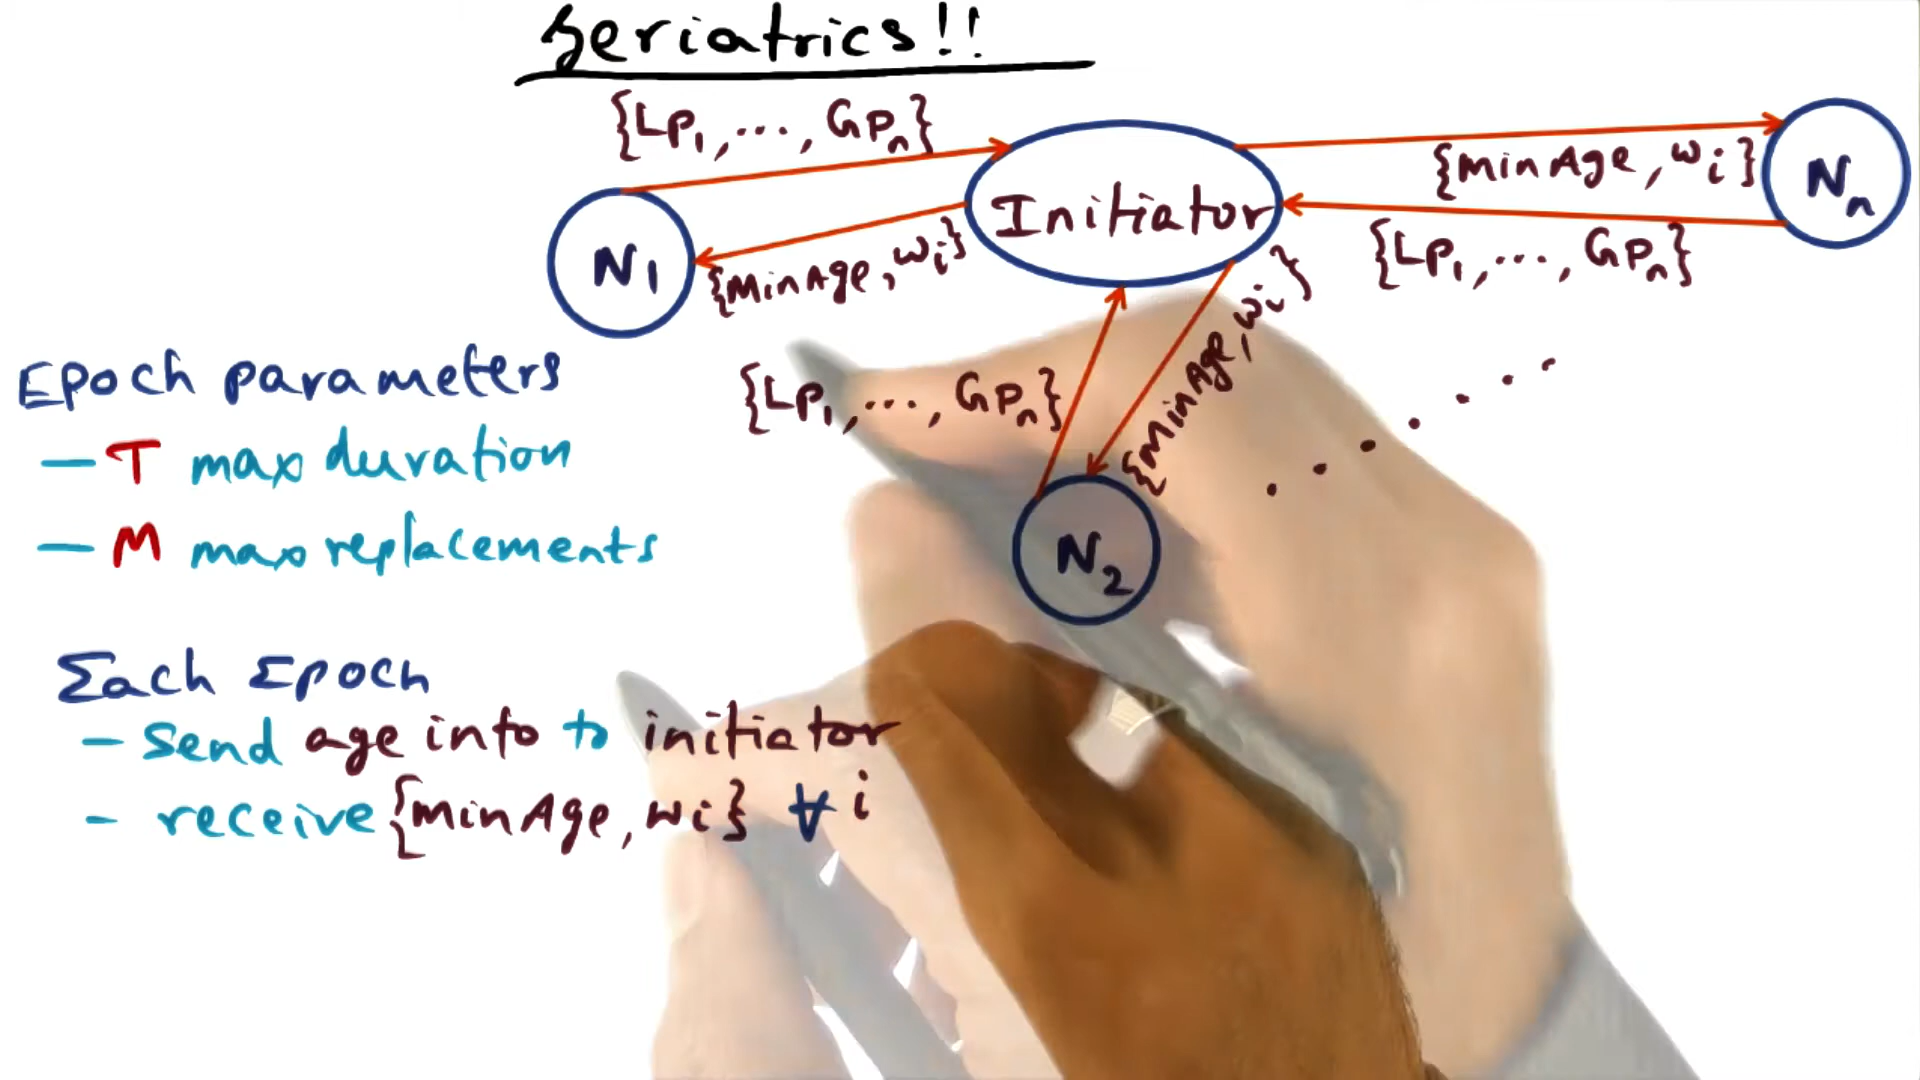 Geriatrics!!
{LP₁, ..., GPₙ}
{minAge, wᵢ}
Initiator
Nₙ
N₁
{minAge, wᵢ}
{LP₁, ..., GPₙ}
{minAge, wᵢ}
{LP₁, ..., GPₙ}
N₂
Epoch parameters
- T max duration
- M max replacements
Each Epoch
- send age info to initiator
- receive {minAge, wi} ∀ i